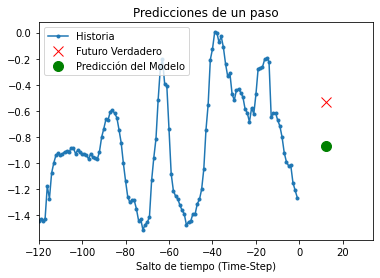 Predicciones de un paso
Historia
Futuro Verdadero
Predicción del Modelo
0.0
−0.2
−0.4
−0.6
−0.8
−1.0
−1.2
−1.4
−120 −100 −80 −60 −40 −20 0 20
Salto de tiempo (Time-Step)